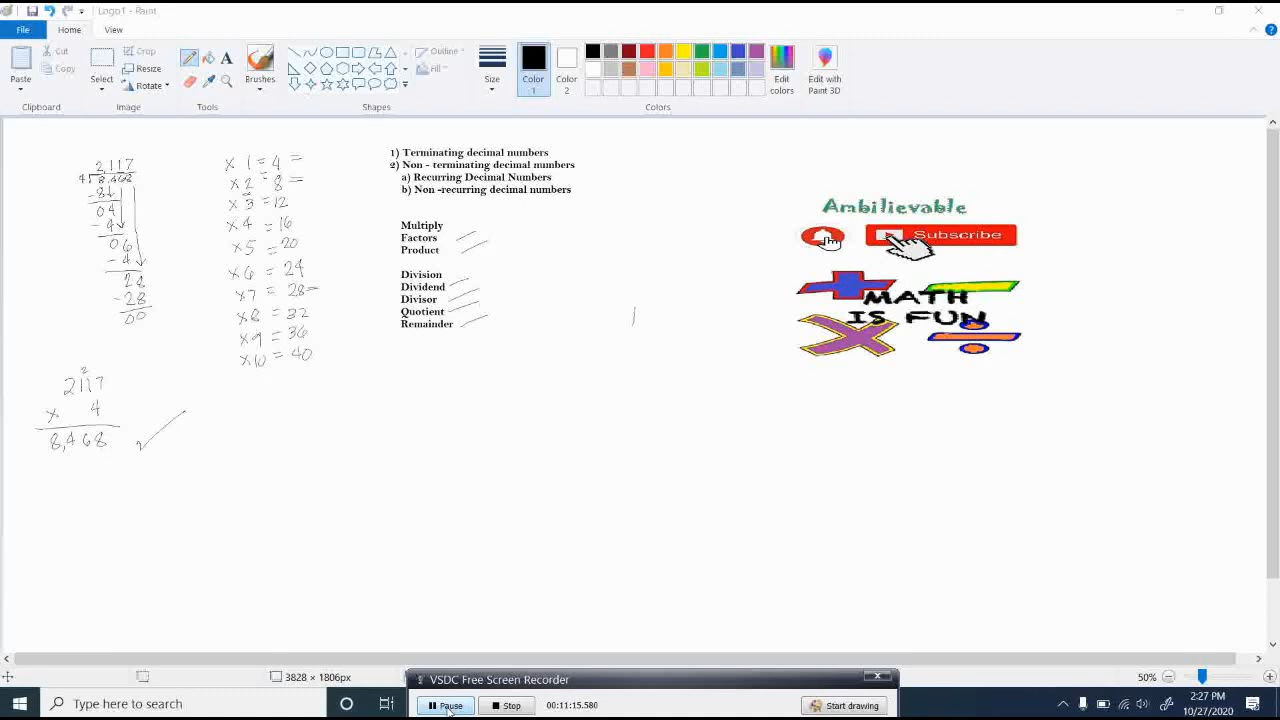 Logo1 - Paint
File
Home
View
Paste
Cut
Copy
Clipboard
Select
Crop
Resize
Rotate
Image
Tools
Brushes
Shapes
Outline
Fill
Size
Color 1
Color 2
Edit colors
Edit with Paint 3D
Colors
2117
4
-8
04
-4
06
-4
28
-28
00
x 1 = 4 =
x 2 = 8 =
x 3 = 12
x 4 = 16
x 5 = 20
x 6 = 24
x7 = 28 =
x 8 = 32
x 9 = 36
x10 = 40
2
2117
x 4
8,468
1) Terminating decimal numbers
2) Non - terminating decimal numbers
a) Recurring Decimal Numbers
b) Non -recurring decimal numbers
Multiply
Factors
Product
Division
Dividend
Divisor
Quotient
Remainder
Ambilievable
Subscribe
MATH
IS FUN
3828 × 1806px
50%
VSDC Free Screen Recorder
Pause
Stop
00:11:15.580
Start drawing
Type here to search
2:27 PM
10/27/2020